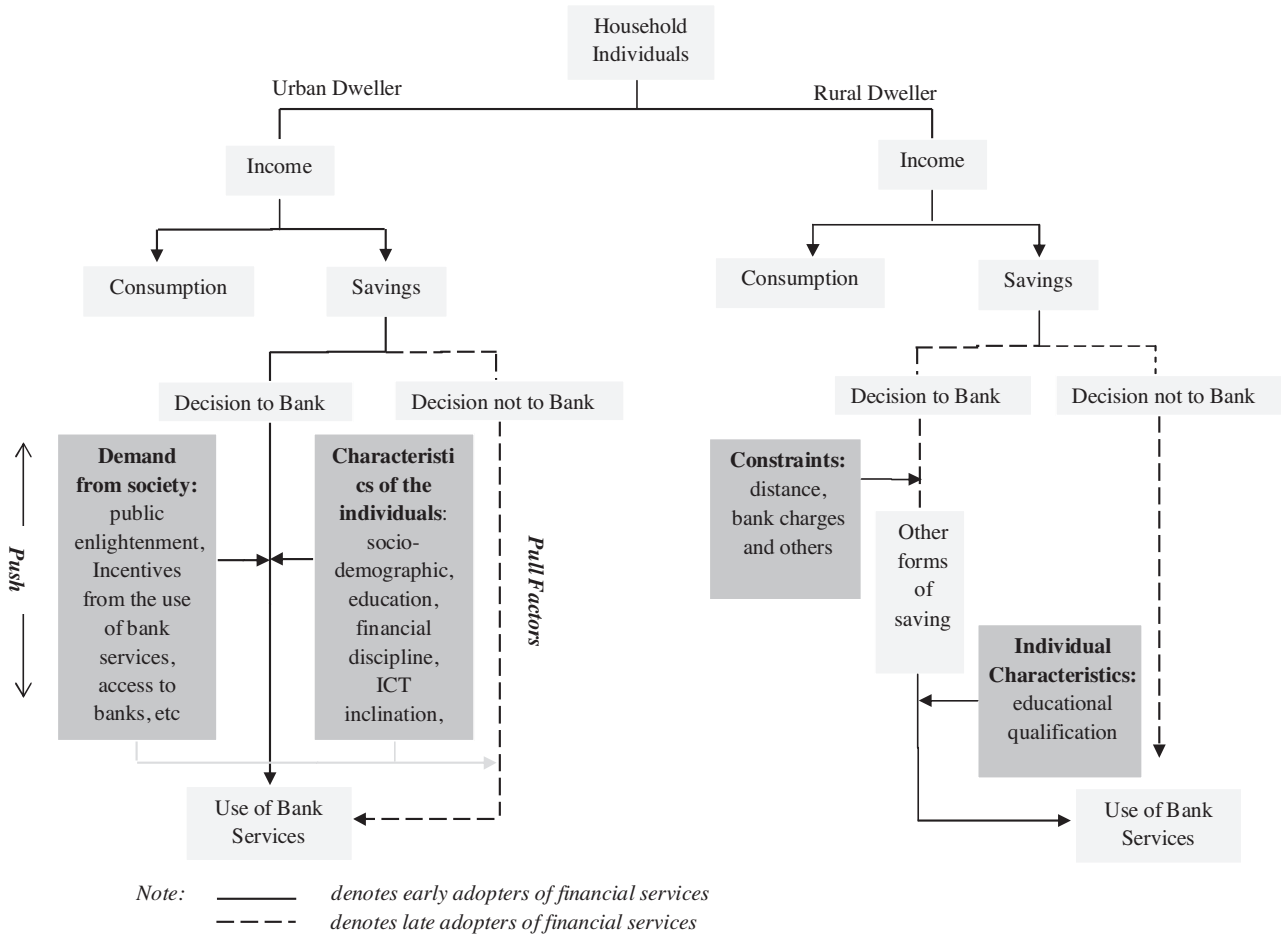 Household
Individuals
Urban Dweller
Rural Dweller
Income
Income
Consumption
Savings
Consumption
Savings
Decision to Bank
Decision not to Bank
Decision to Bank
Decision not to Bank
Push
Demand
from society:
public
enlightenment,
Incentives
from the use
of bank
services,
access to
banks, etc
Characteristi
cs of the
individuals:
socio-
demographic,
education,
financial
discipline,
ICT
inclination,
Pull Factors
Constraints:
distance,
bank charges
and others
Other
forms
of
saving
Individual
Characteristics:
educational
qualification
Use of Bank
Services
Use of Bank
Services
Note:
denotes early adopters of financial services
denotes late adopters of financial services